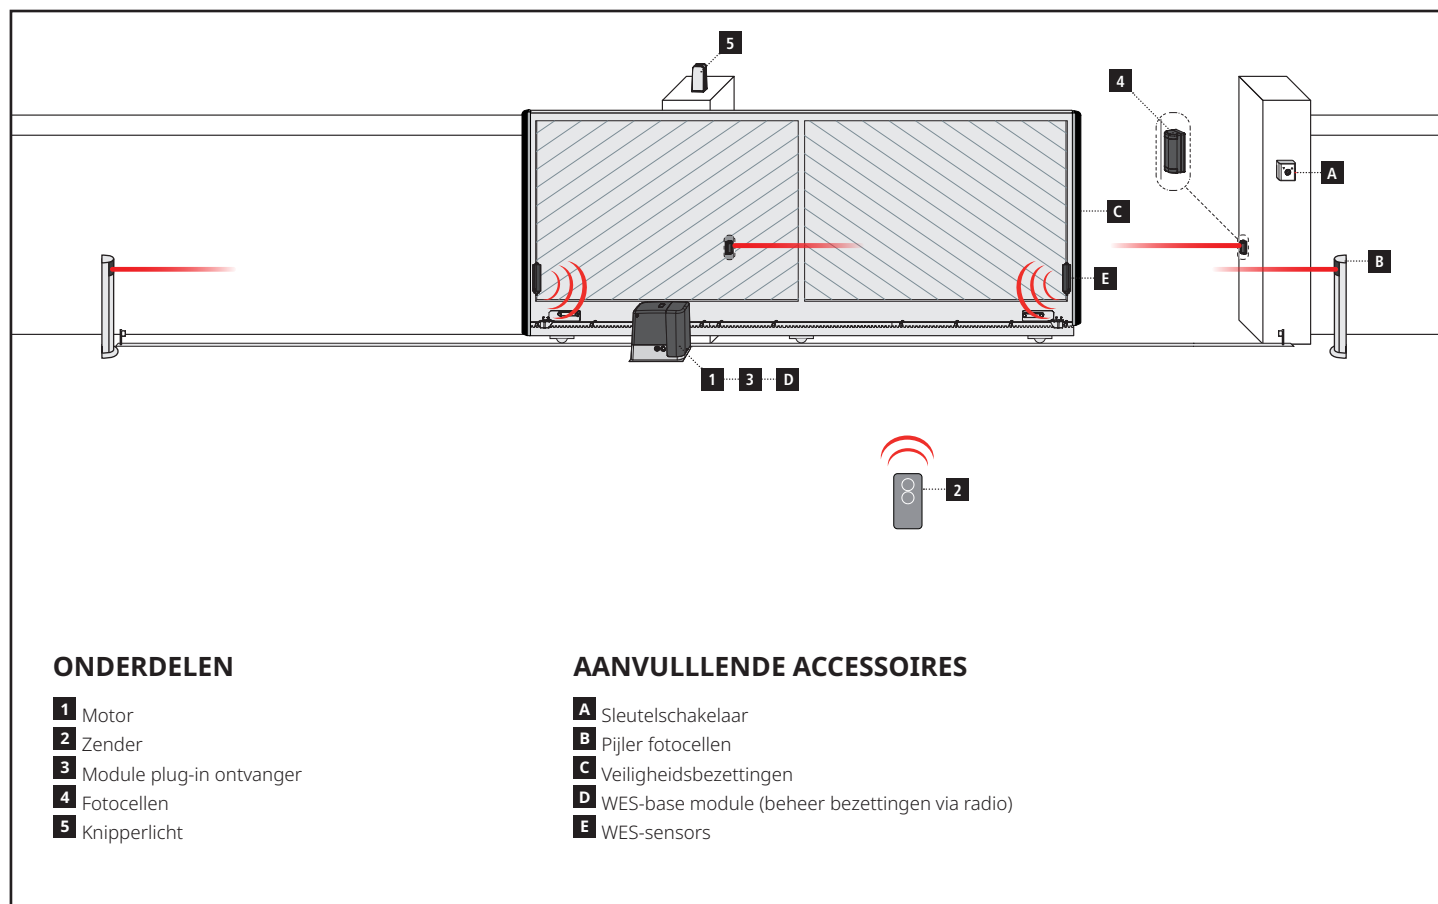 5
4
A
C
B
E
1 3 D
2
ONDERDELEN
1 Motor
2 Zender
3 Module plug-in ontvanger
4 Fotocellen
5 Knipperlicht
AANVULLLENDE ACCESSOIRES
A Sleutelschakelaar
B Pijler fotocellen
C Veiligheidsbezettingen
D WES-base module (beheer bezettingen via radio)
E WES-sensors